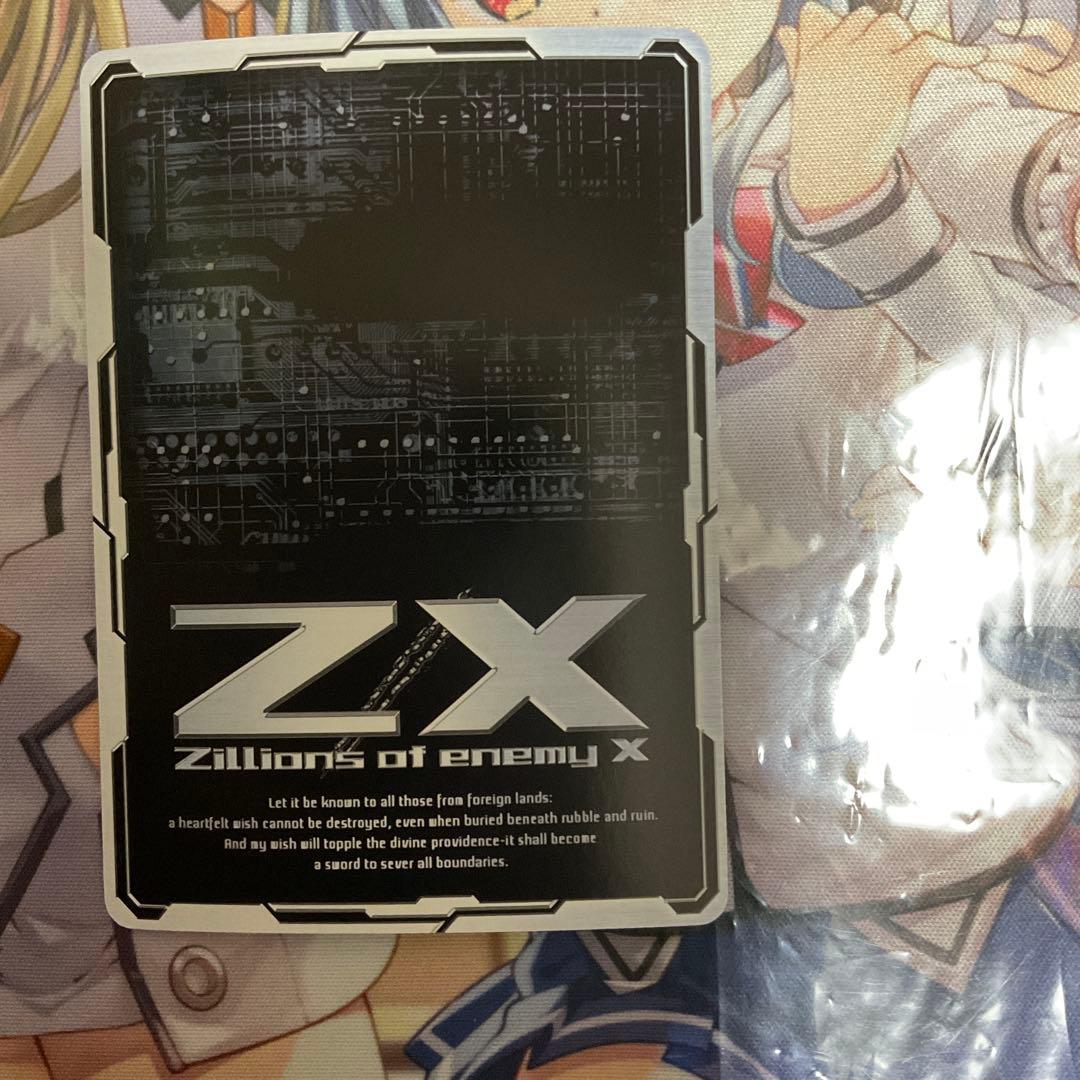 Z/X
Zillions of enemy X
Let it be known to all those from foreign lands:
a heartfelt wish cannot be destroyed, even when buried beneath rubble and ruin.
And my wish will topple the divine providence-it shall become
a sword to sever all boundaries.